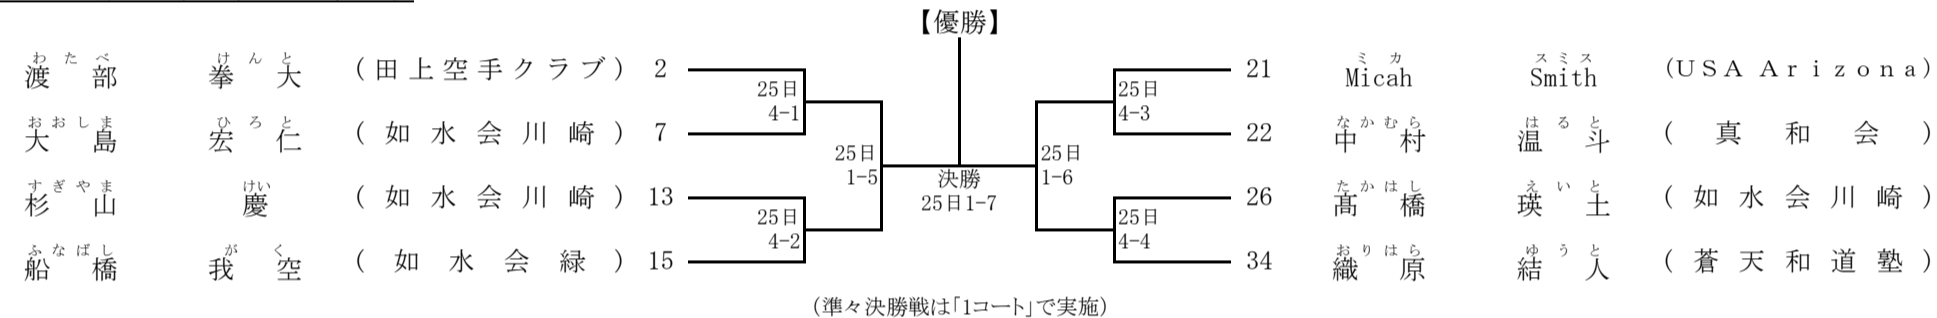 【優勝】
わたべ けんと
渡部 拳大 (田上空手クラブ) 2
25日
4-1
おおしま ひろと
大島 宏仁 (如水会川崎) 7
25日
1-5
すぎやま けい
杉山 慶 (如水会川崎) 13
25日
4-2
ふなばし がく
船橋 我空 (如水会緑) 15
決勝
25日1-7
ミカ スミス
21 Micah Smith (USA Arizona)
25日
4-3
なかむら はると
22 中村 温斗 (真和会)
25日
1-6
たかはし えいと
26 髙橋 瑛士 (如水会川崎)
25日
4-4
おりはら ゆうと
34 織原 結人 (蒼天和道塾)
(準々決勝戦は「1コート」で実施)